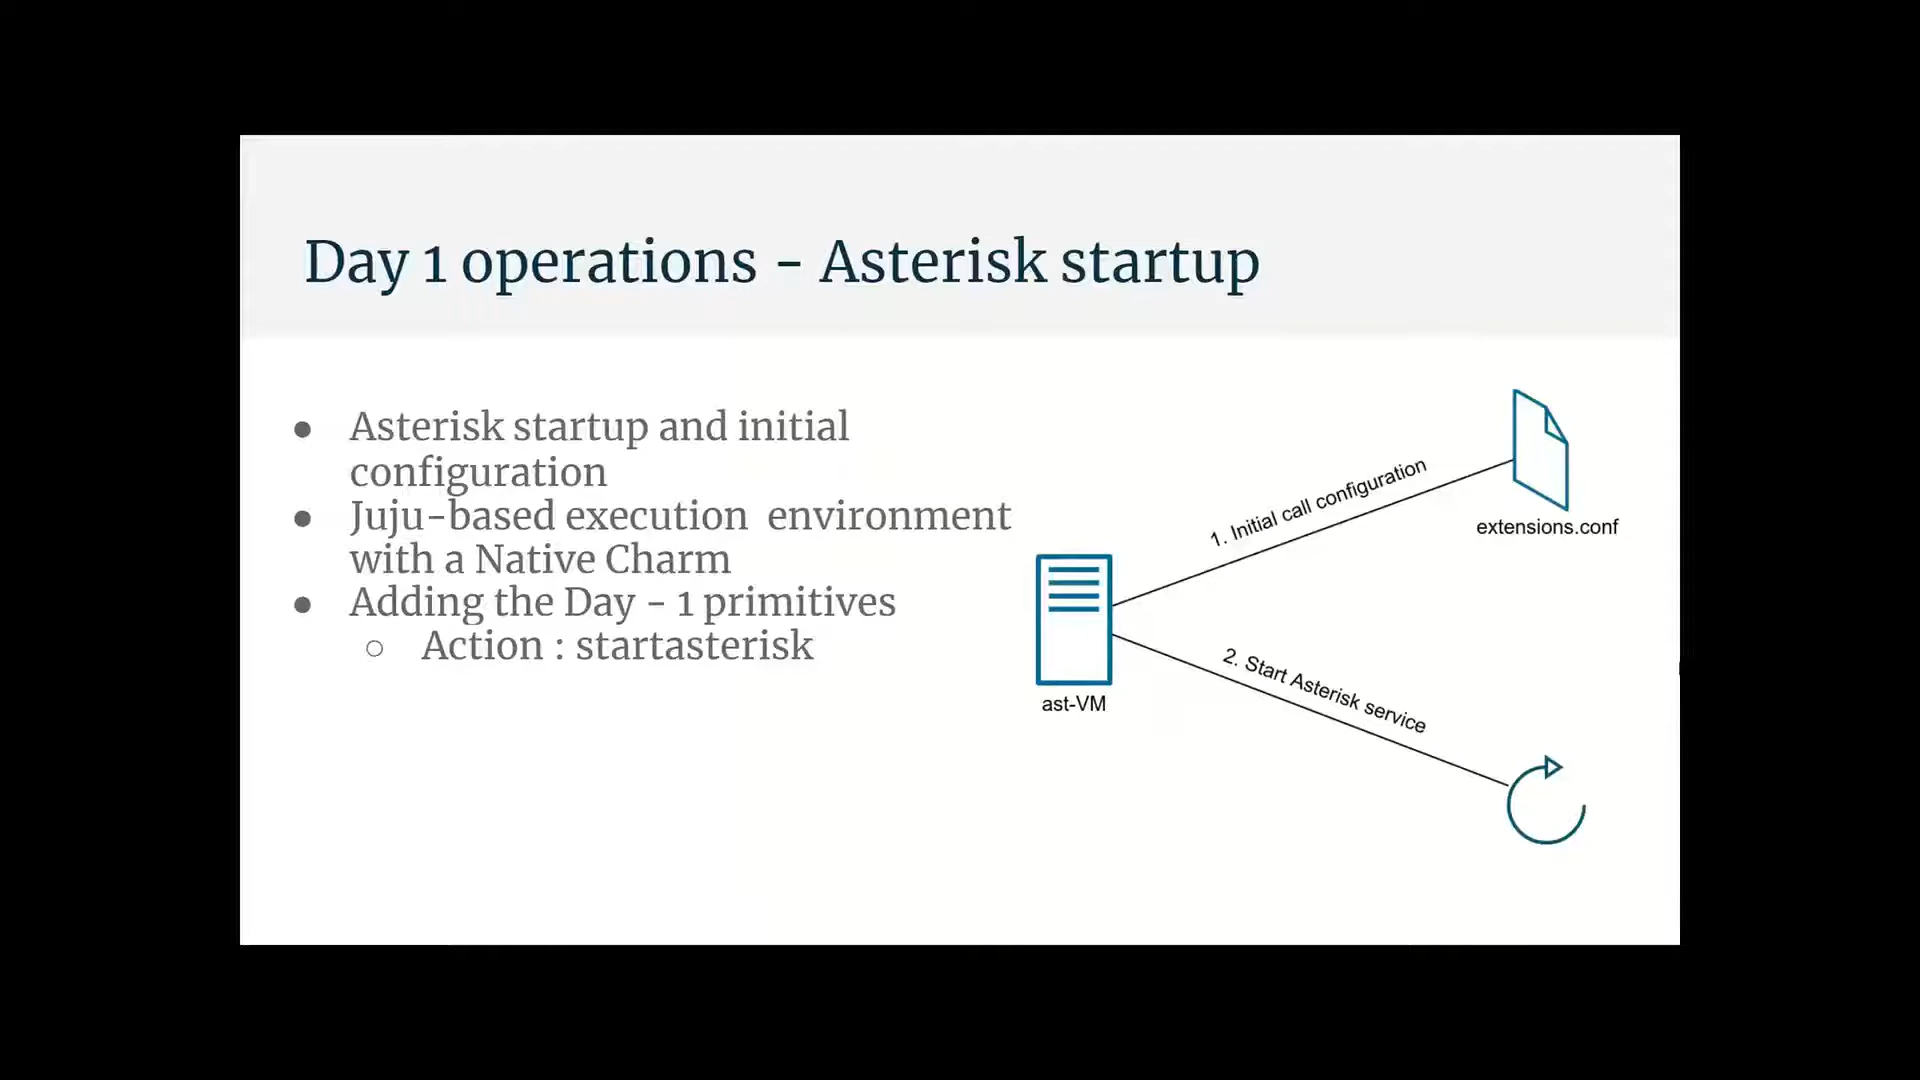 Day 1 operations - Asterisk startup
● Asterisk startup and initial
configuration
● Juju-based execution environment
with a Native Charm
● Adding the Day - 1 primitives
○ Action : startasterisk
1. Initial call configuration
extensions.conf
ast-VM
2. Start Asterisk service